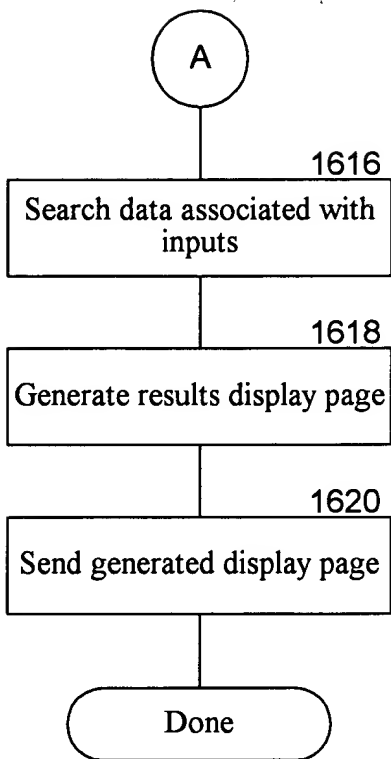 A
1616
Search data associated with
inputs
1618
Generate results display page
1620
Send generated display page
Done